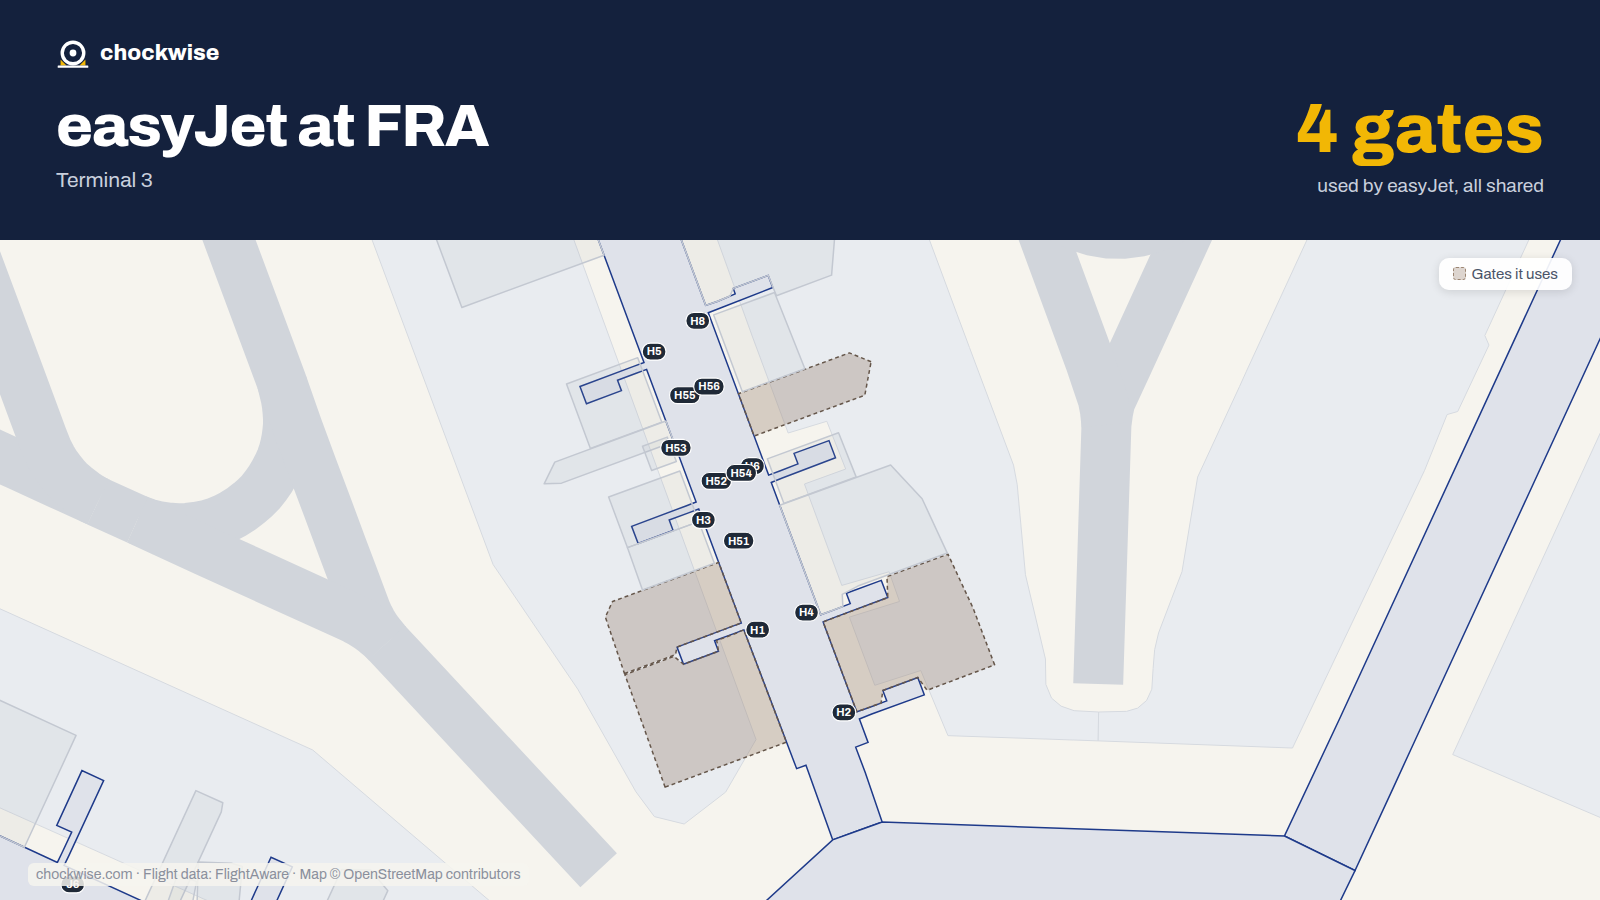 chockwise
easyJet at FRA
Terminal 3
4 gates
used by easyJet, all shared
Gates it uses
H8
H5
H56
H55
H53
H54
H52
H3
H51
H4
H1
H2
chockwise.com · Flight data: FlightAware · Map © OpenStreetMap contributors